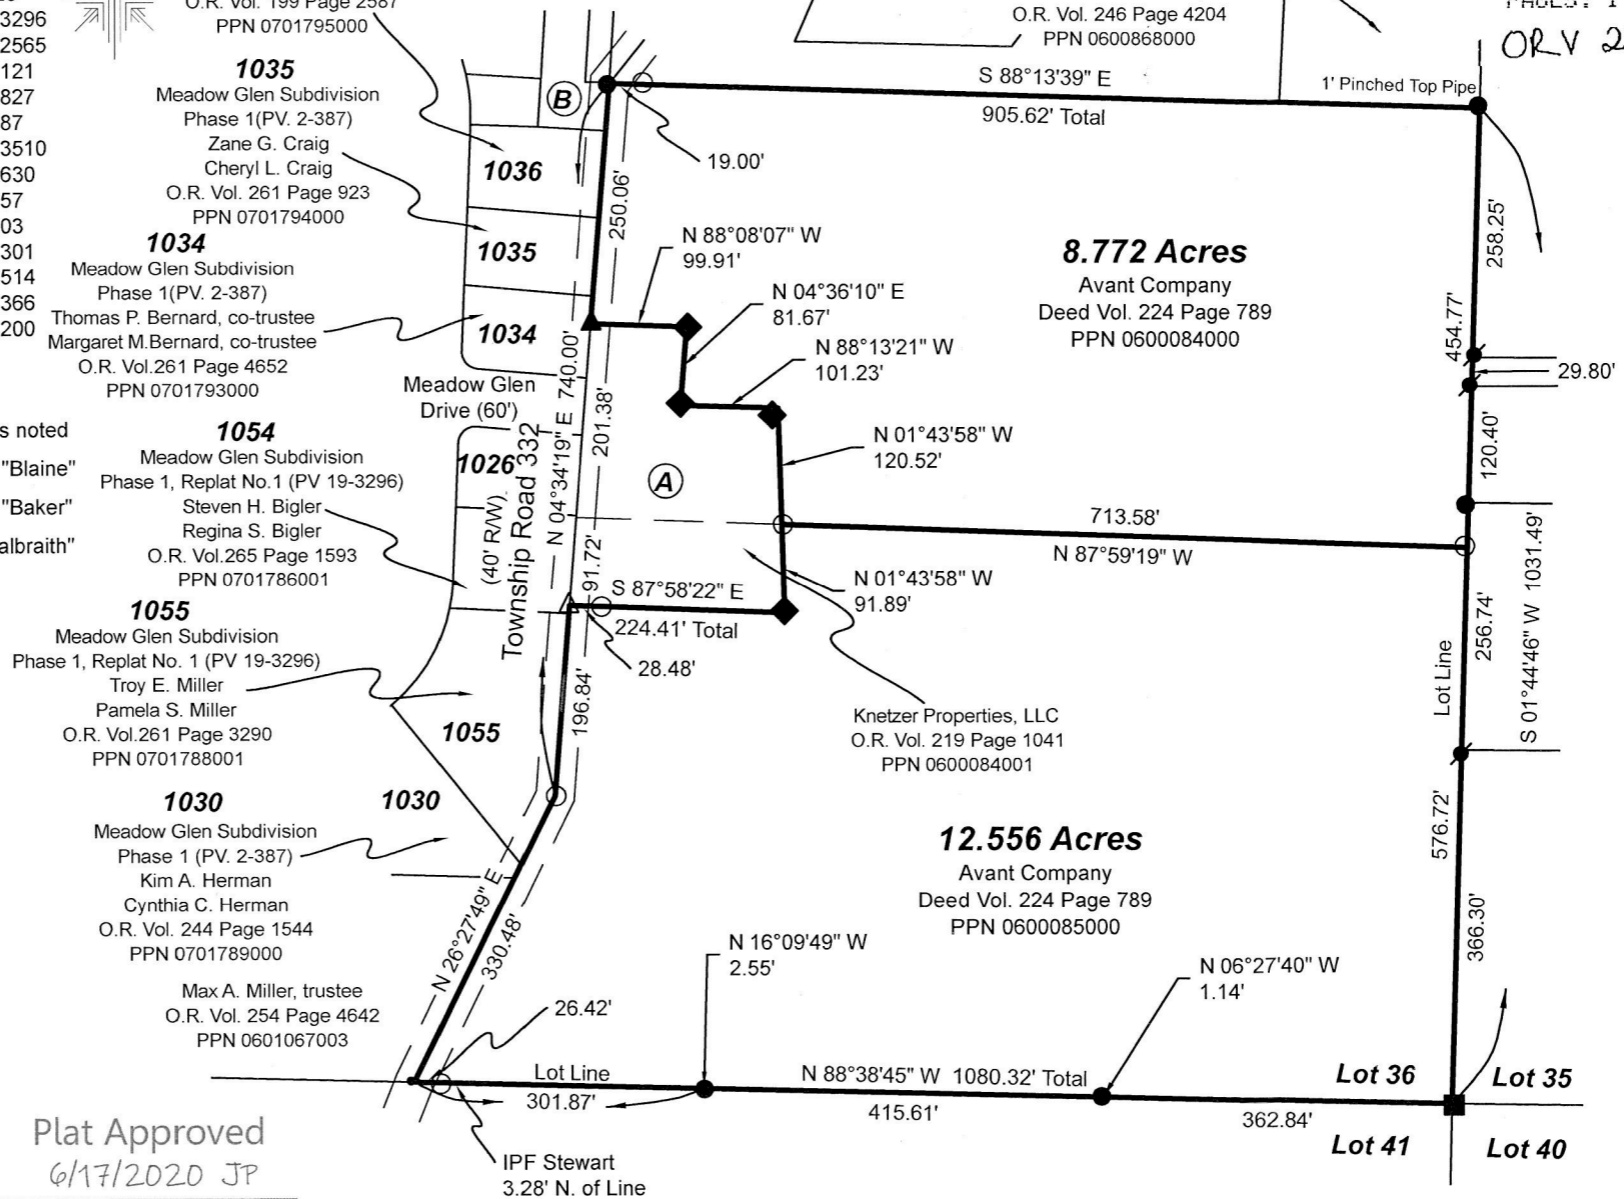 3296
2565
121
827
87
3510
630
57
03
301
514
366
200
s noted
"Blaine"
"Baker"
albraith"
O.R. Vol. 199 Page 2587
PPN 0701795000
1035
Meadow Glen Subdivision
Phase 1(PV. 2-387)
Zane G. Craig
Cheryl L. Craig
O.R. Vol. 261 Page 923
PPN 0701794000
1034
Meadow Glen Subdivision
Phase 1(PV. 2-387)
Thomas P. Bernard, co-trustee
Margaret M.Bernard, co-trustee
O.R. Vol.261 Page 4652
PPN 0701793000
1054
Meadow Glen Subdivision
Phase 1, Replat No.1 (PV 19-3296)
Steven H. Bigler
Regina S. Bigler
O.R. Vol.265 Page 1593
PPN 0701786001
1055
Meadow Glen Subdivision
Phase 1, Replat No. 1 (PV 19-3296)
Troy E. Miller
Pamela S. Miller
O.R. Vol.261 Page 3290
PPN 0701788001
1030
Meadow Glen Subdivision
Phase 1 (PV. 2-387)
Kim A. Herman
Cynthia C. Herman
O.R. Vol. 244 Page 1544
PPN 0701789000
Max A. Miller, trustee
O.R. Vol. 254 Page 4642
PPN 0601067003
Plat Approved
6/17/2020 JP
B
1036
1035
1034
Meadow Glen
Drive (60')
1026
(40' R/W)
Township Road 332
N 04°34'19" E 740.00'
1055
1030
250.06'
201.38'
91.72'
196.84'
N 26°27'49" E
330.48'
19.00'
N 88°08'07" W
99.91'
N 04°36'10" E
81.67'
N 88°13'21" W
101.23'
N 01°43'58" W
120.52'
A
S 87°58'22" E
224.41' Total
28.48'
N 01°43'58" W
91.89'
713.58'
N 87°59'19" W
Knetzer Properties, LLC
O.R. Vol. 219 Page 1041
PPN 0600084001
O.R. Vol. 246 Page 4204
PPN 0600868000
ORV 2
S 88°13'39" E
905.62' Total
1' Pinched Top Pipe
8.772 Acres
Avant Company
Deed Vol. 224 Page 789
PPN 0600084000
258.25'
454.77'
29.80'
120.40'
S 01°44'46" W 1031.49'
256.74'
Lot Line
576.72'
366.30'
12.556 Acres
Avant Company
Deed Vol. 224 Page 789
PPN 0600085000
N 16°09'49" W
2.55'
N 06°27'40" W
1.14'
26.42'
Lot Line
301.87'
N 88°38'45" W 1080.32' Total
415.61'
362.84'
Lot 36
Lot 35
Lot 41
Lot 40
IPF Stewart
3.28' N. of Line